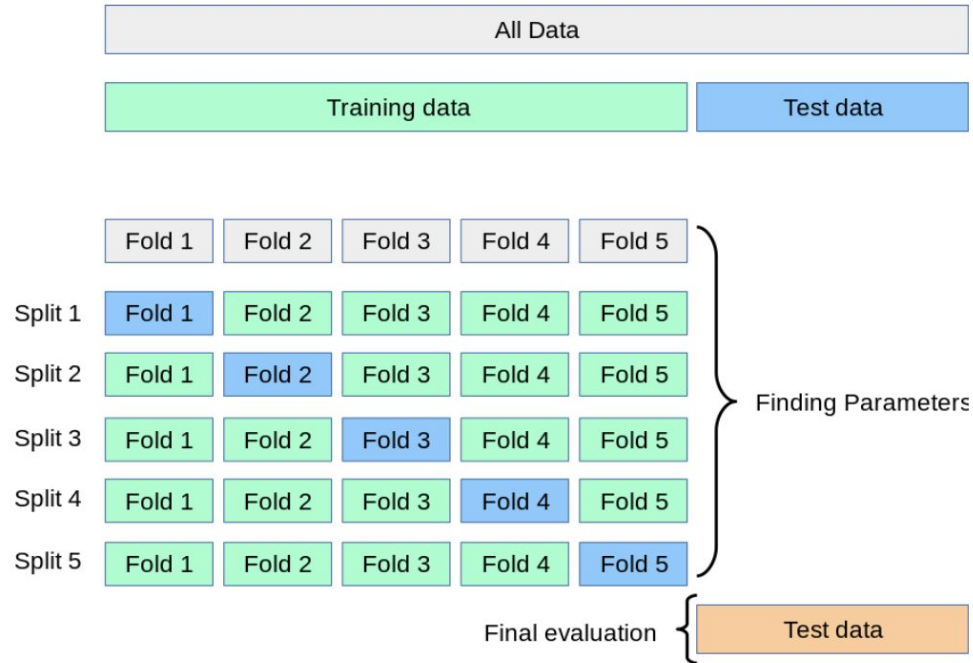 All Data
Training data Test data
Fold 1 Fold 2 Fold 3 Fold 4 Fold 5
Split 1 Fold 1 Fold 2 Fold 3 Fold 4 Fold 5
Split 2 Fold 1 Fold 2 Fold 3 Fold 4 Fold 5
Finding Parameters
Split 3 Fold 1 Fold 2 Fold 3 Fold 4 Fold 5
Split 4 Fold 1 Fold 2 Fold 3 Fold 4 Fold 5
Split 5 Fold 1 Fold 2 Fold 3 Fold 4 Fold 5
Final evaluation Test data